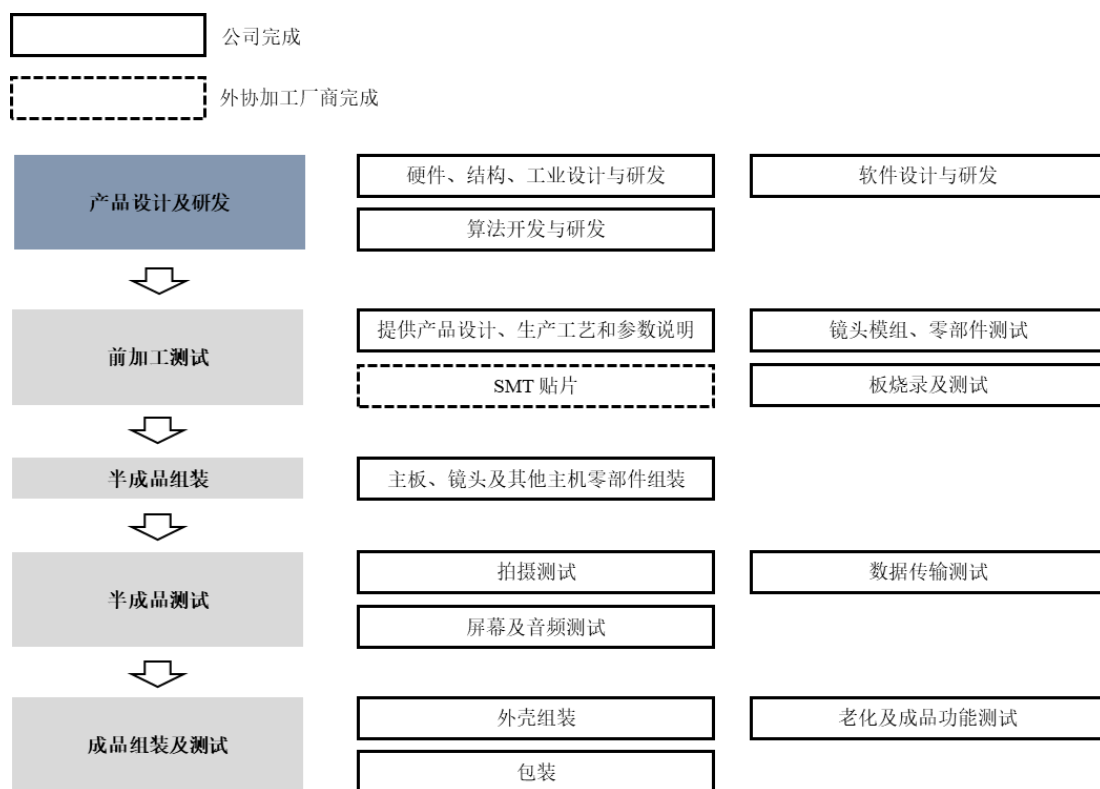 公司完成
外协加工厂商完成
产品设计及研发
硬件、结构、工业设计与研发
软件设计与研发
算法开发与研发
前加工测试
提供产品设计、生产工艺和参数说明
镜头模组、零部件测试
SMT 贴片
板烧录及测试
半成品组装
主板、镜头及其他主机零部件组装
半成品测试
拍摄测试
数据传输测试
屏幕及音频测试
成品组装及测试
外壳组装
老化及成品功能测试
包装